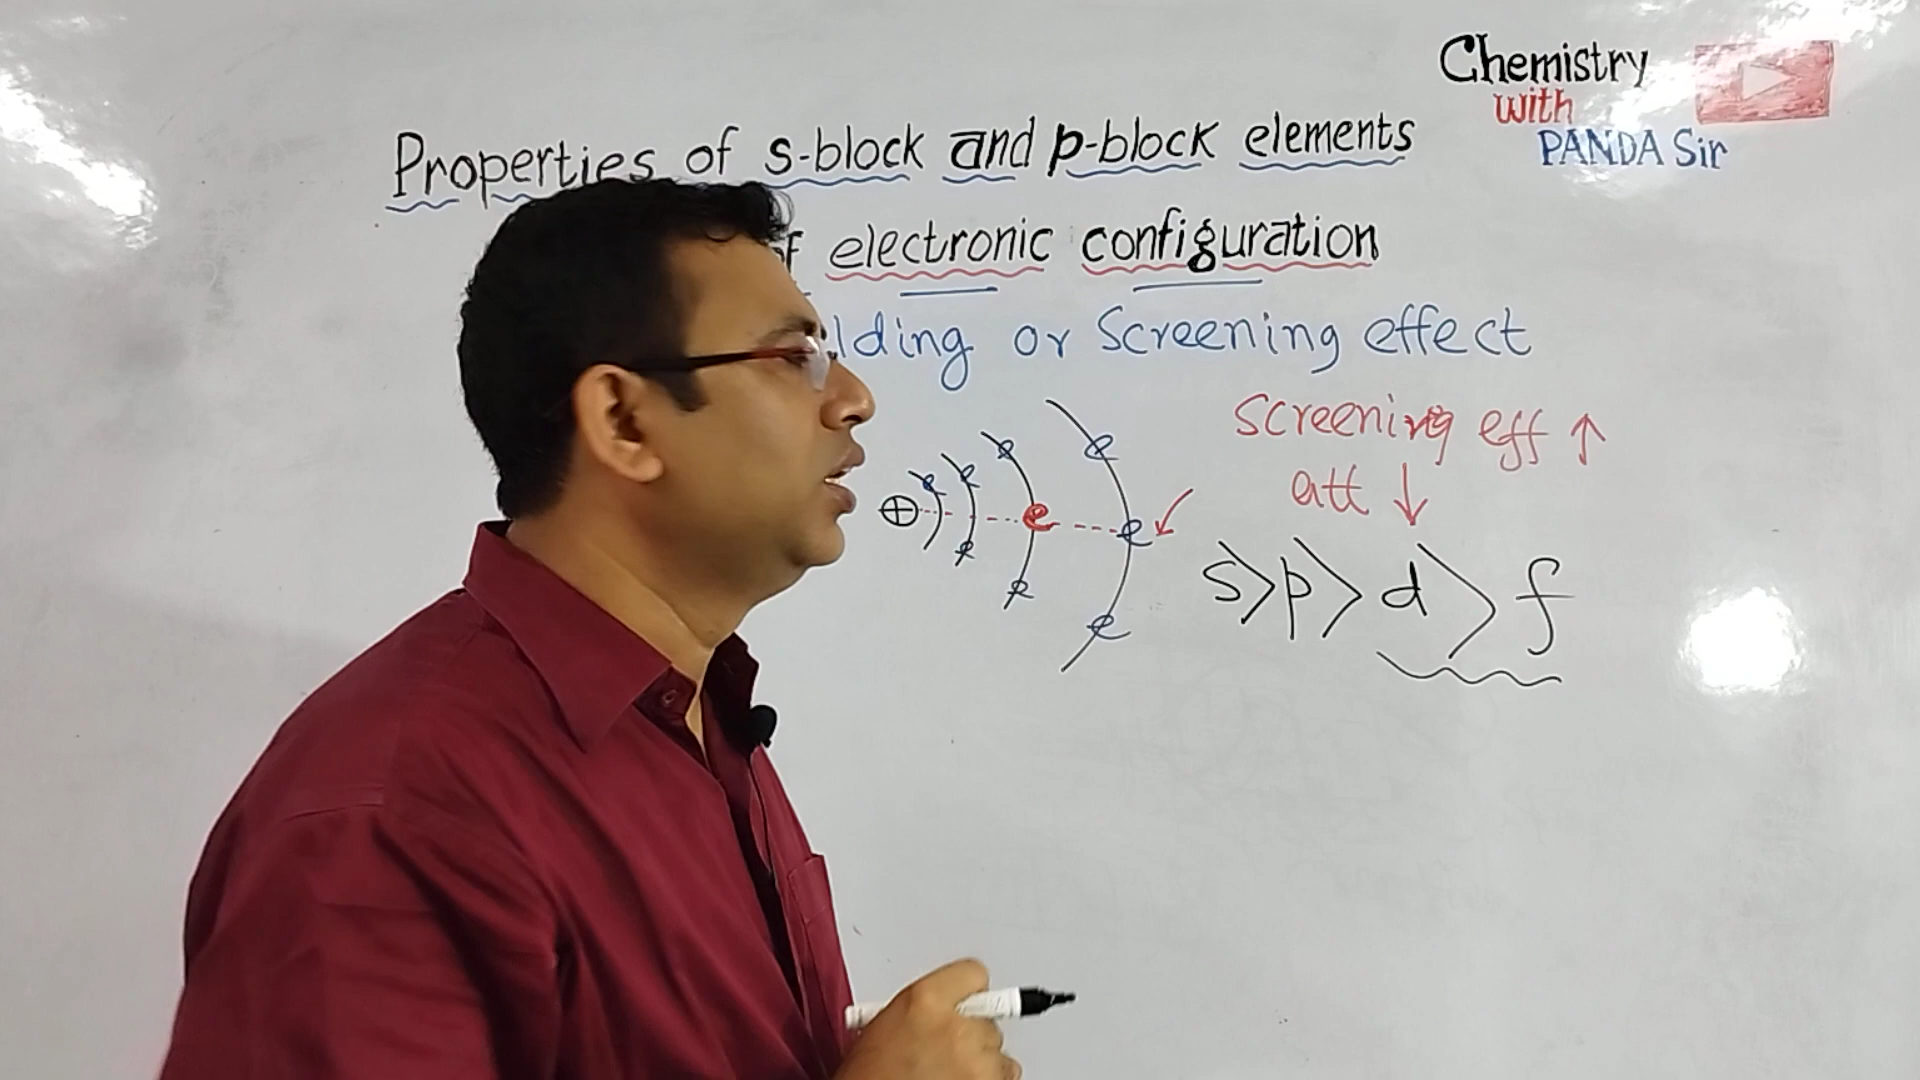 Chemistry
with
PANDA Sir
Properties of s-block and p-block elements
electronic configuration
or Screening effect
Screening eff ↑
att ↓
⊕ e e e e e e e e e e
s>p>d>f